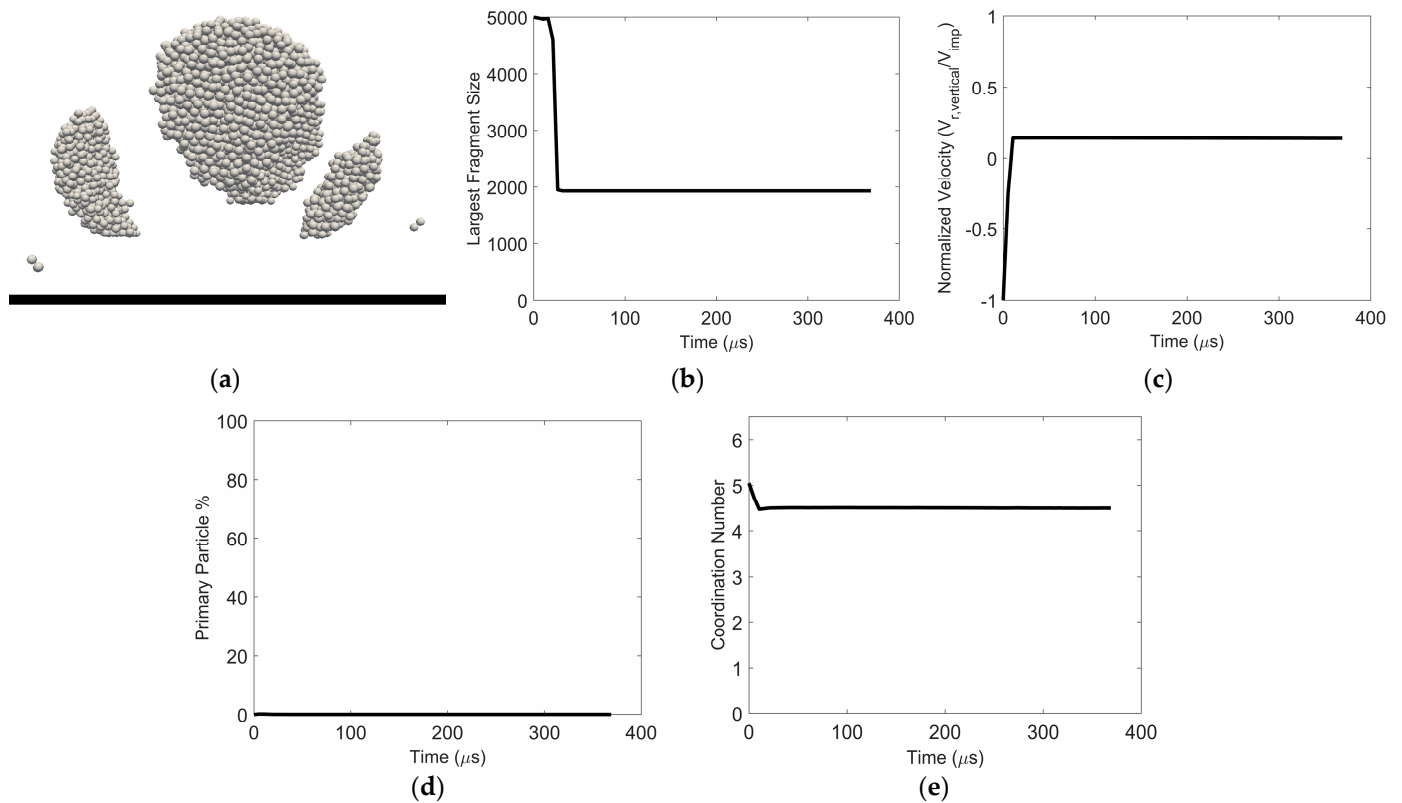 5000
4000
3000
2000
1000
0
0 100 200 300 400
Largest Fragment Size
Time (μs)
1
0.5
0
-0.5
-1
0 100 200 300 400
Normalized Velocity (V_r,vertical/V_imp)
Time (μs)
(a) (b) (c)
100
80
60
40
20
0
0 100 200 300 400
Primary Particle %
Time (μs)
6
5
4
3
2
1
0
0 100 200 300 400
Coordination Number
Time (μs)
(d) (e)